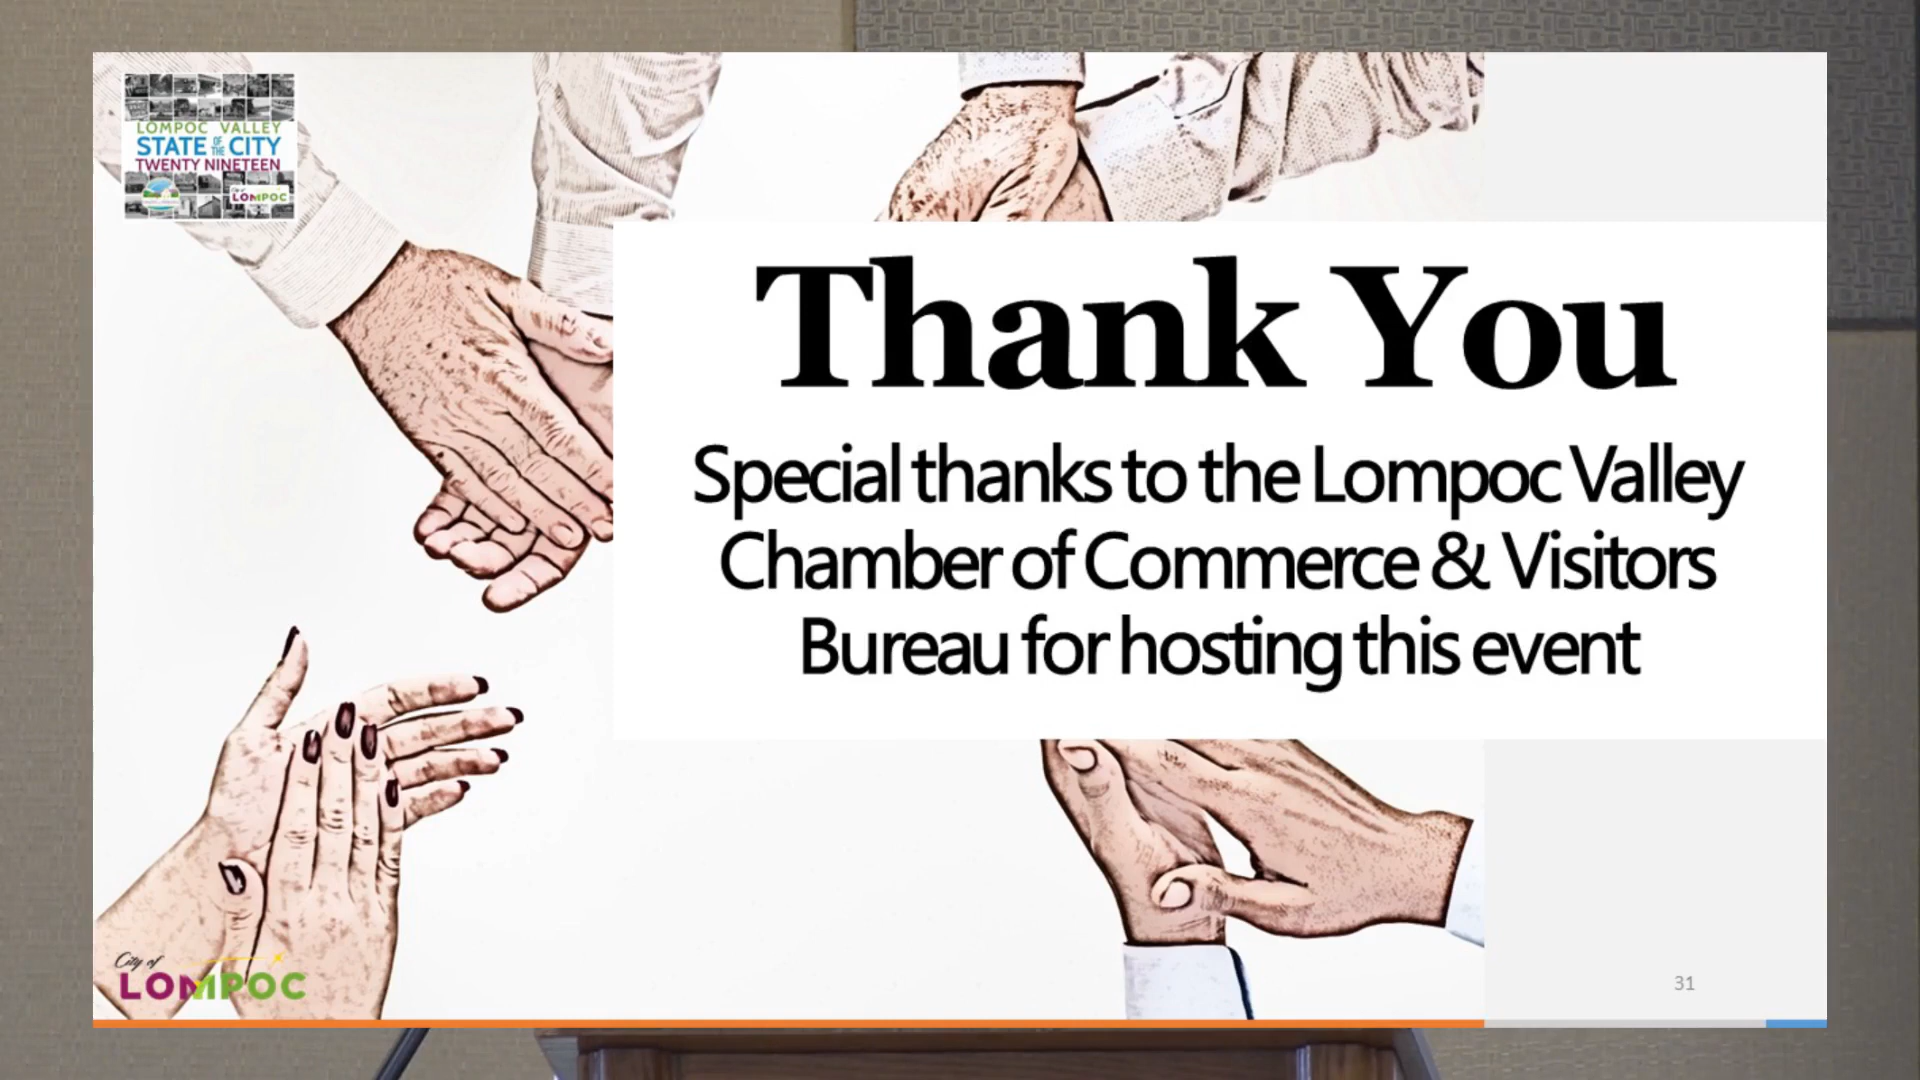 LOMPOC VALLEY
STATE OF THE CITY
TWENTY NINETEEN
LOMPOC
Thank You
Special thanks to the Lompoc Valley
Chamber of Commerce & Visitors
Bureau for hosting this event
City of
LOMPOC
31